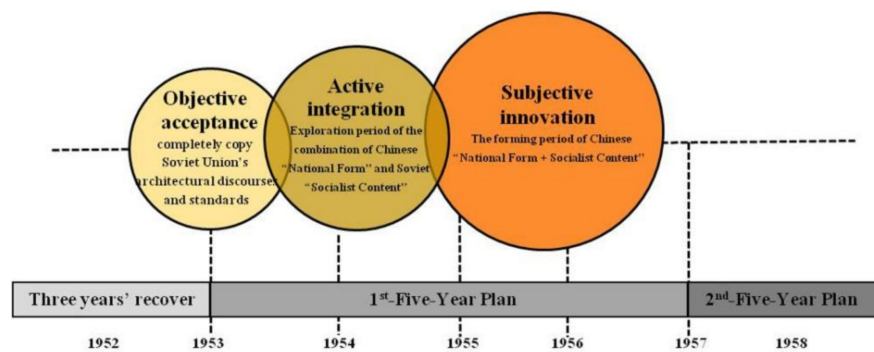 Objective
acceptance
completely copy
Soviet Union's
architectural discourses
and standards
Active
integration
Exploration period of the
combination of Chinese
“National Form” and Soviet
“Socialist Content”
Subjective
innovation
The forming period of Chinese
“National Form + Socialist Content”
Three years’ recover
1st-Five-Year Plan
2nd-Five-Year Plan
1952
1953
1954
1955
1956
1957
1958